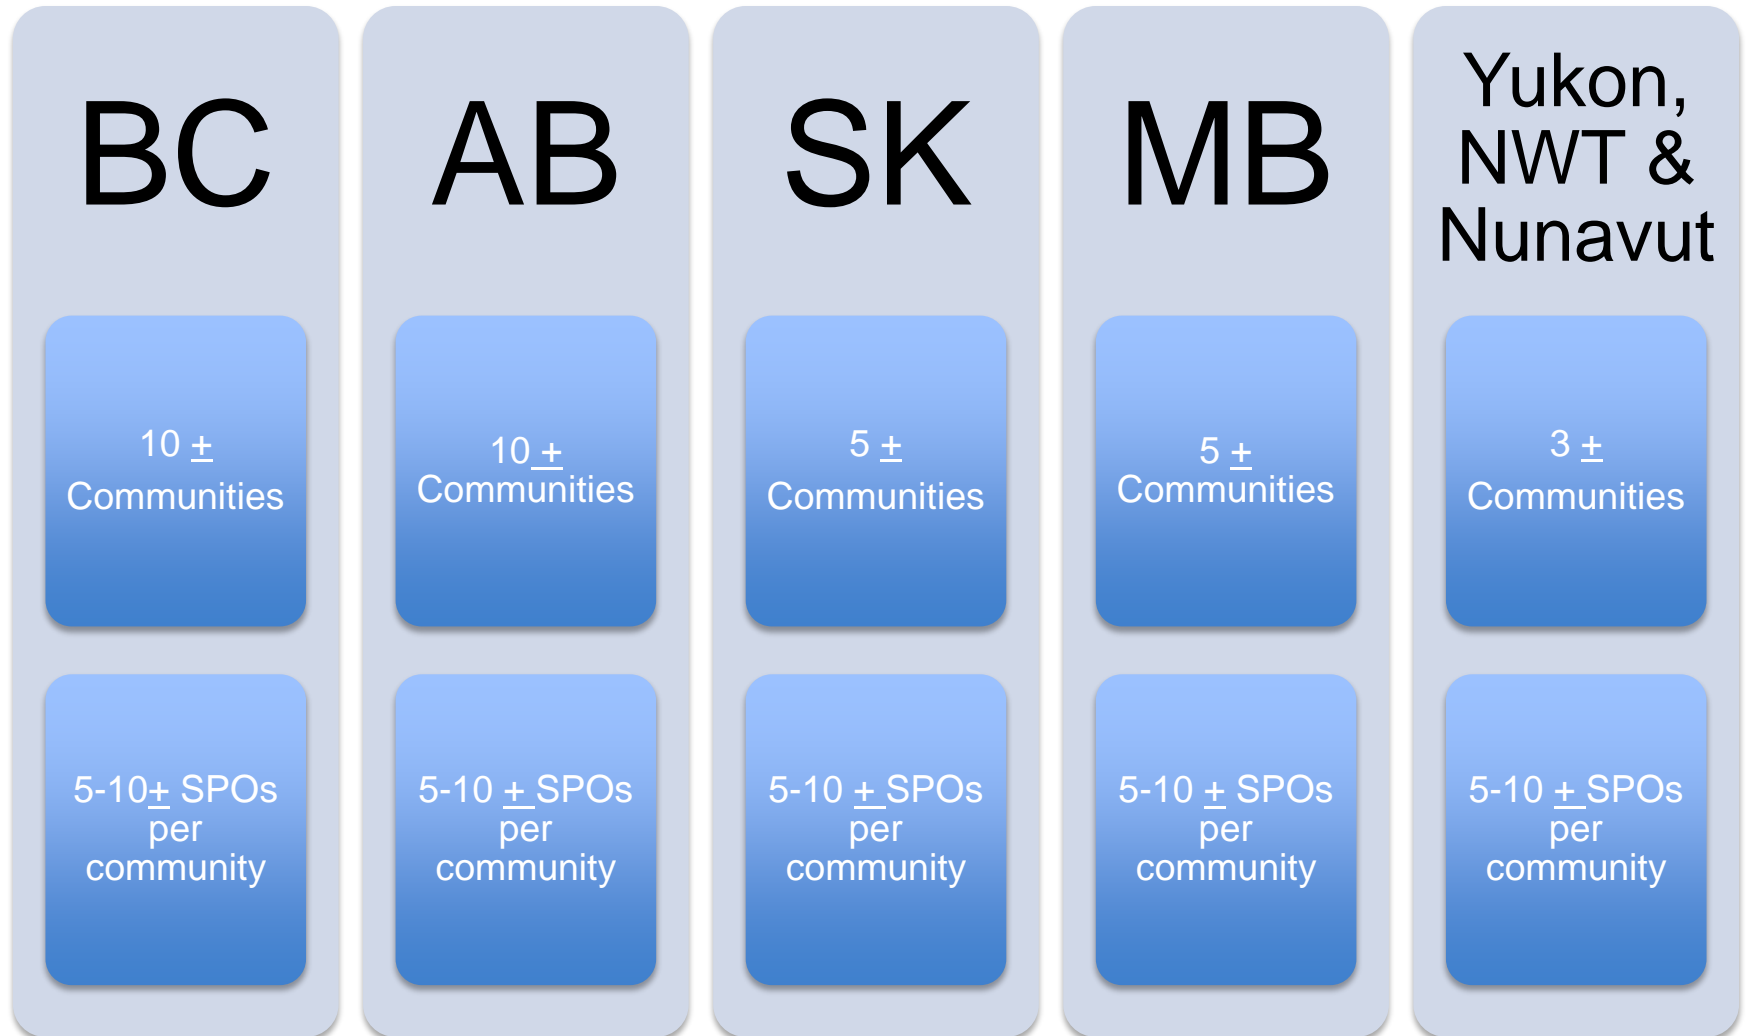 BC
10 ±
Communities
5-10± SPOs
per
community
AB
10 ±
Communities
5-10 ± SPOs
per
community
SK
5 ±
Communities
5-10 ± SPOs
per
community
MB
5 ±
Communities
5-10 ± SPOs
per
community
Yukon,
NWT &
Nunavut
3 ±
Communities
5-10 ± SPOs
per
community